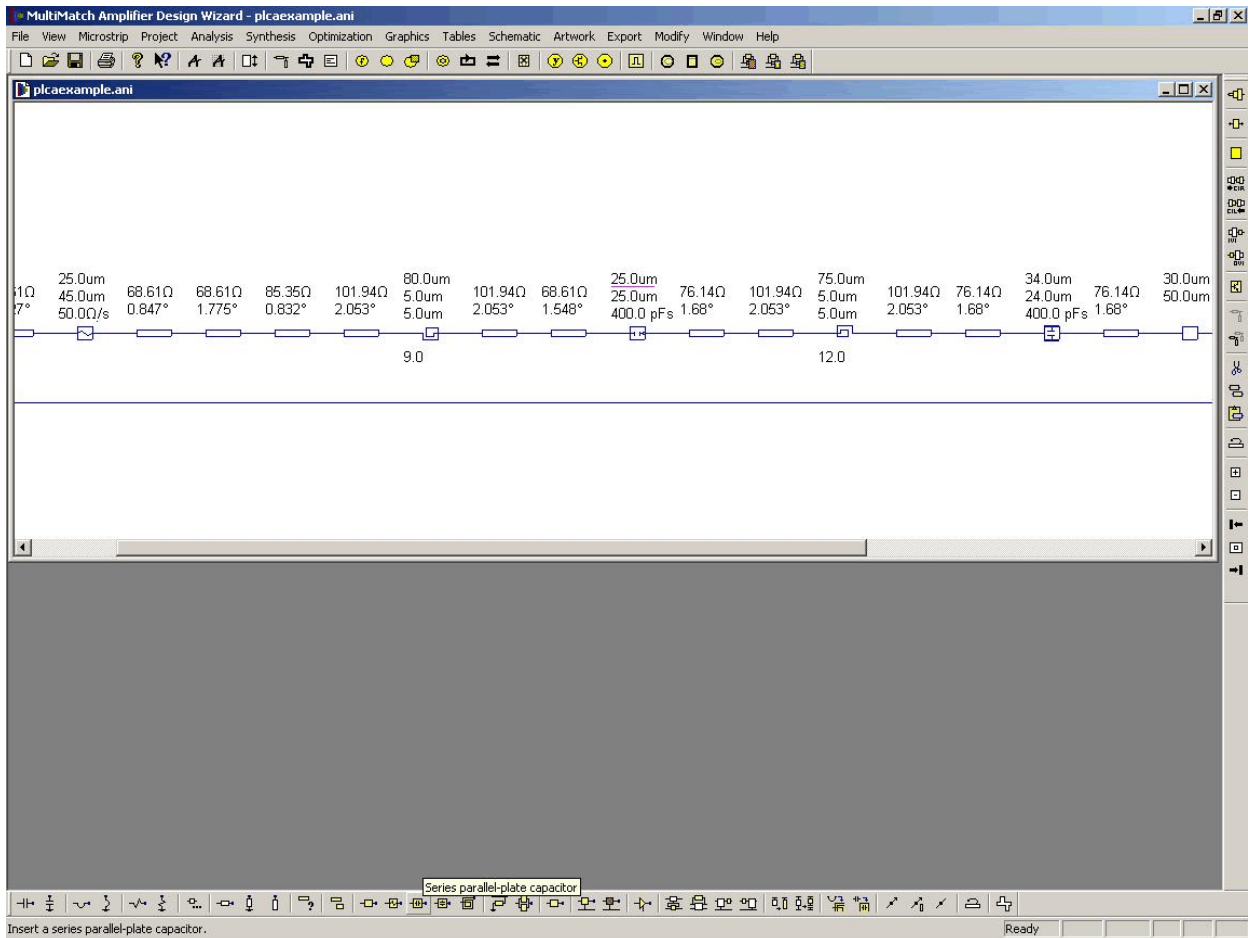 MultiMatch Amplifier Design Wizard - plcaexample.ani
File View Microstrip Project Analysis Synthesis Optimization Graphics Tables Schematic Artwork Export Modify Window Help
plcaexample.ani
25.0um 80.0um 25.0um 75.0um 34.0um 30.0um
45.0um 68.61Ω 68.61Ω 85.35Ω 101.94Ω 5.0um 101.94Ω 68.61Ω 25.0um 76.14Ω 101.94Ω 5.0um 101.94Ω 76.14Ω 24.0um 76.14Ω 50.0um
50.0Ω/s 0.847° 1.775° 0.832° 2.053° 5.0um 2.053° 1.548° 400.0 pFs 1.68° 2.053° 5.0um 2.053° 1.68° 400.0 pFs 1.68°
9.0 12.0
Series parallel-plate capacitor
Insert a series parallel-plate capacitor. Ready